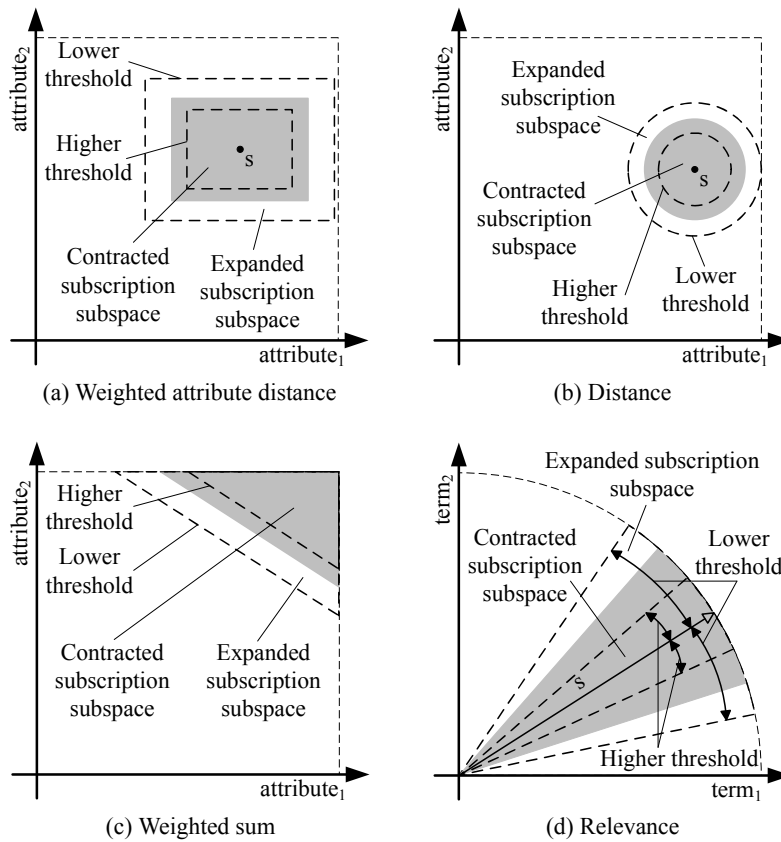 attribute2
Lower
threshold
Higher
threshold
s
Contracted
subscription
subspace
Expanded
subscription
subspace
attribute1
(a) Weighted attribute distance
attribute2
Expanded
subscription
subspace
s
Contracted
subscription
subspace
Higher
threshold
Lower
threshold
attribute1
(b) Distance
attribute2
Higher
threshold
Lower
threshold
Contracted
subscription
subspace
Expanded
subscription
subspace
attribute1
(c) Weighted sum
term2
Expanded subscription
subspace
Contracted
subscription
subspace
Lower
threshold
s
Higher threshold
term1
(d) Relevance